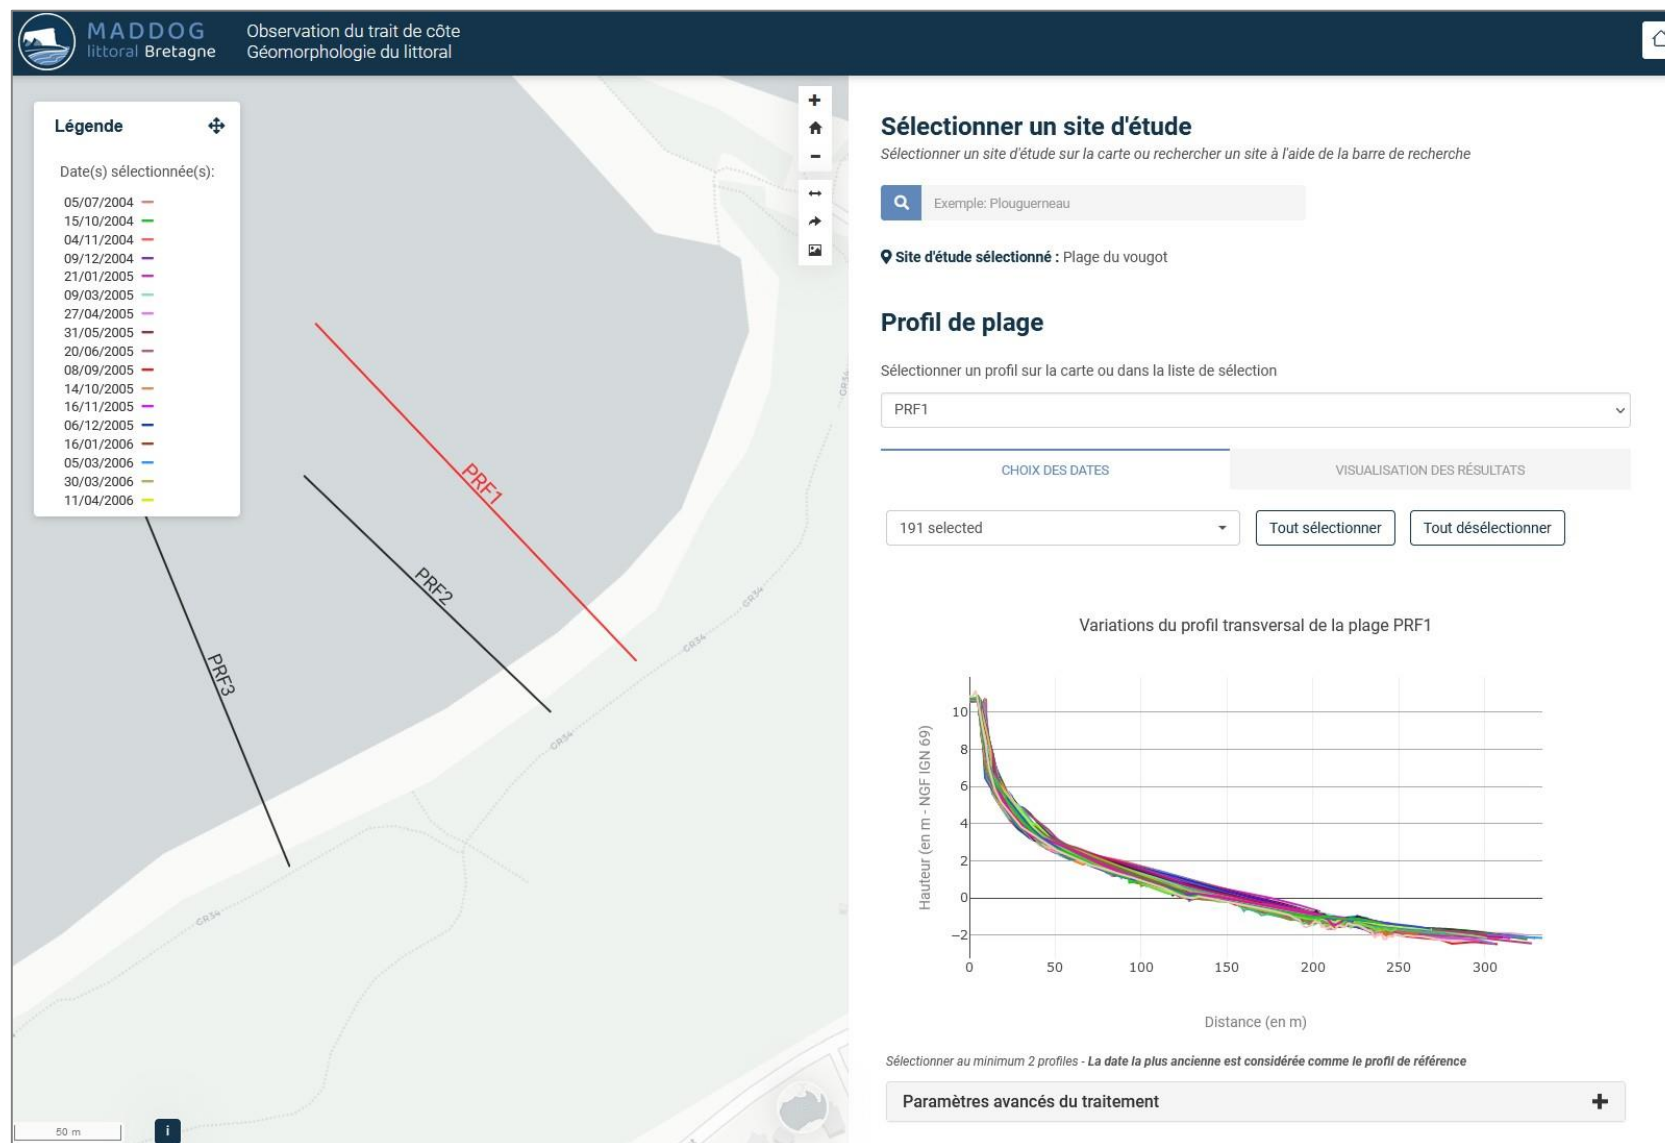 MADDOG
littoral Bretagne
Observation du trait de côte
Géomorphologie du littoral
Légende
Date(s) sélectionnée(s):
05/07/2004
15/10/2004
04/11/2004
09/12/2004
21/01/2005
09/03/2005
27/04/2005
31/05/2005
20/06/2005
08/09/2005
14/10/2005
16/11/2005
06/12/2005
16/01/2006
05/03/2006
30/03/2006
11/04/2006
PRF1
PRF2
PRF3
GR34
GR34
GR34
GR34
GR34
50 m
i
Sélectionner un site d'étude
Sélectionner un site d'étude sur la carte ou rechercher un site à l'aide de la barre de recherche
Exemple: Plouguerneau
Site d'étude sélectionné : Plage du vougot
Profil de plage
Sélectionner un profil sur la carte ou dans la liste de sélection
PRF1
CHOIX DES DATES
VISUALISATION DES RÉSULTATS
191 selected
Tout sélectionner
Tout désélectionner
Variations du profil transversal de la plage PRF1
Hauteur (en m - NGF IGN 69)
10
8
6
4
2
0
−2
0 50 100 150 200 250 300
Distance (en m)
Sélectionner au minimum 2 profiles - La date la plus ancienne est considérée comme le profil de référence
Paramètres avancés du traitement